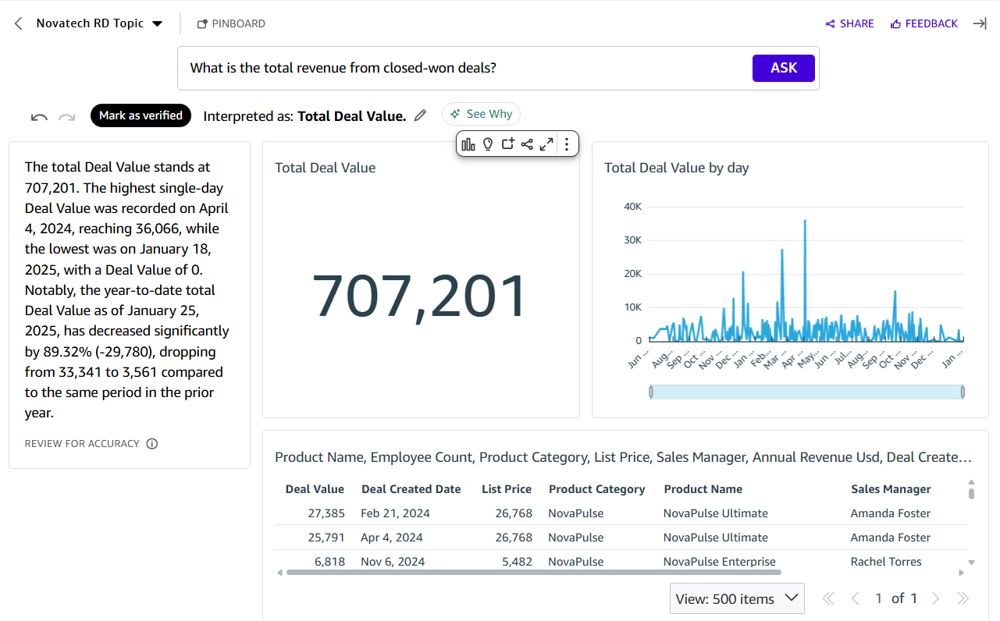 Novatech RD Topic
PINBOARD
SHARE
FEEDBACK
What is the total revenue from closed-won deals?
ASK
Mark as verified
Interpreted as: Total Deal Value.
See Why
The total Deal Value stands at
707,201. The highest single-day
Deal Value was recorded on April
4, 2024, reaching 36,066, while
the lowest was on January 18,
2025, with a Deal Value of 0.
Notably, the year-to-date total
Deal Value as of January 25,
2025, has decreased significantly
by 89.32% (-29,780), dropping
from 33,341 to 3,561 compared
to the same period in the prior
year.
REVIEW FOR ACCURACY
Total Deal Value
707,201
Total Deal Value by day
40K
30K
20K
10K
0
Jun ... Aug... Sep ... Oct ... Nov ... Dec ... Jan ... Feb... Mar ... Apr ... May... Jun ... Jul... Aug... Sep ... Oct ... Nov ... Dec ... Jan ...
Product Name, Employee Count, Product Category, List Price, Sales Manager, Annual Revenue Usd, Deal Create...
Deal Value Deal Created Date List Price Product Category Product Name Sales Manager
27,385 Feb 21, 2024 26,768 NovaPulse NovaPulse Ultimate Amanda Foster
25,791 Apr 4, 2024 26,768 NovaPulse NovaPulse Ultimate Amanda Foster
6,818 Nov 6, 2024 5,482 NovaPulse NovaPulse Enterprise Rachel Torres
View: 500 items
1 of 1